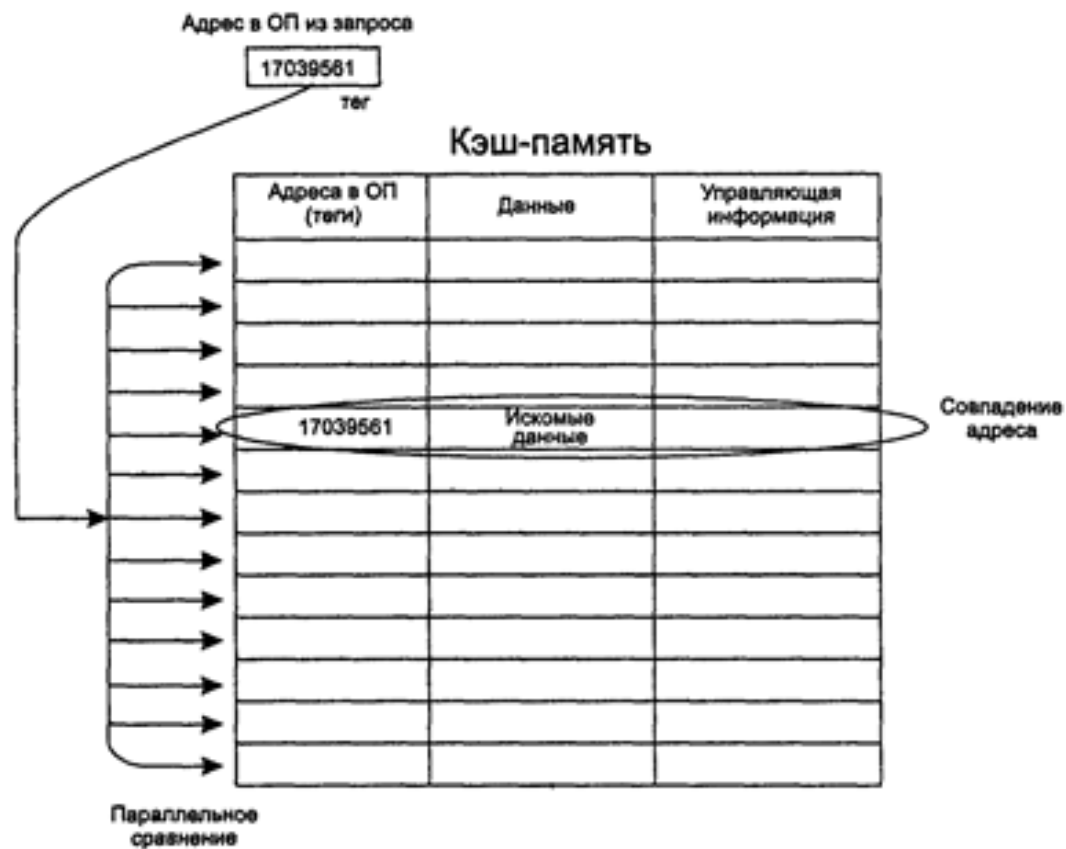 Адрес в ОП из запроса
17039561
тег
Кэш-память
Адреса в ОП
(теги)
Данные
Управляющая
информация
17039561
Искомые
данные
Совпадение
адреса
Параллельное
сравнение